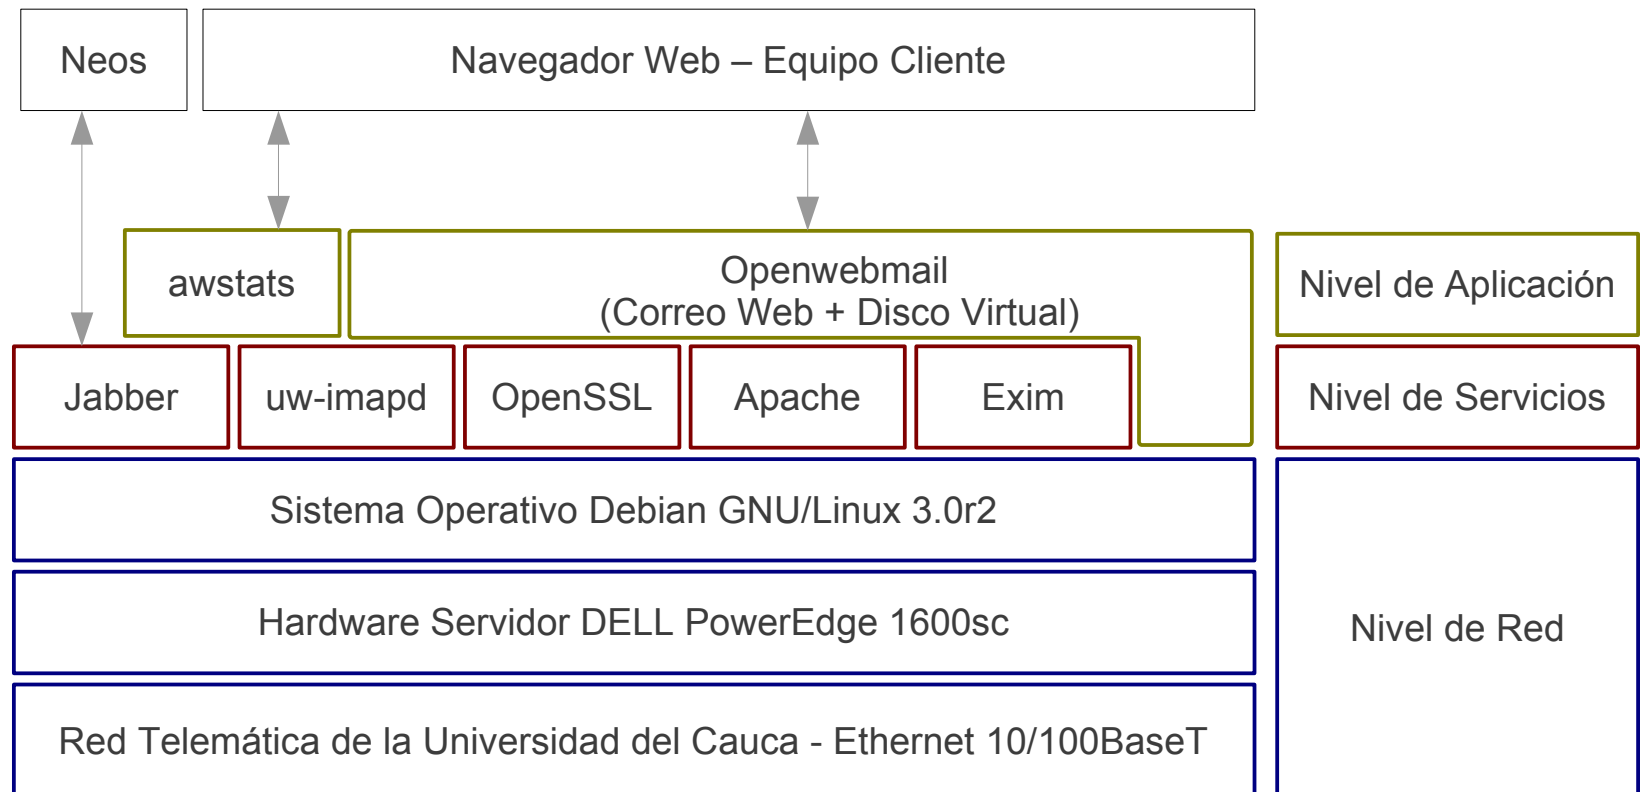 Neos
Navegador Web – Equipo Cliente
awstats
Openwebmail
(Correo Web + Disco Virtual)
Nivel de Aplicación
Jabber
uw-imapd
OpenSSL
Apache
Exim
Nivel de Servicios
Sistema Operativo Debian GNU/Linux 3.0r2
Hardware Servidor DELL PowerEdge 1600sc
Nivel de Red
Red Telemática de la Universidad del Cauca - Ethernet 10/100BaseT